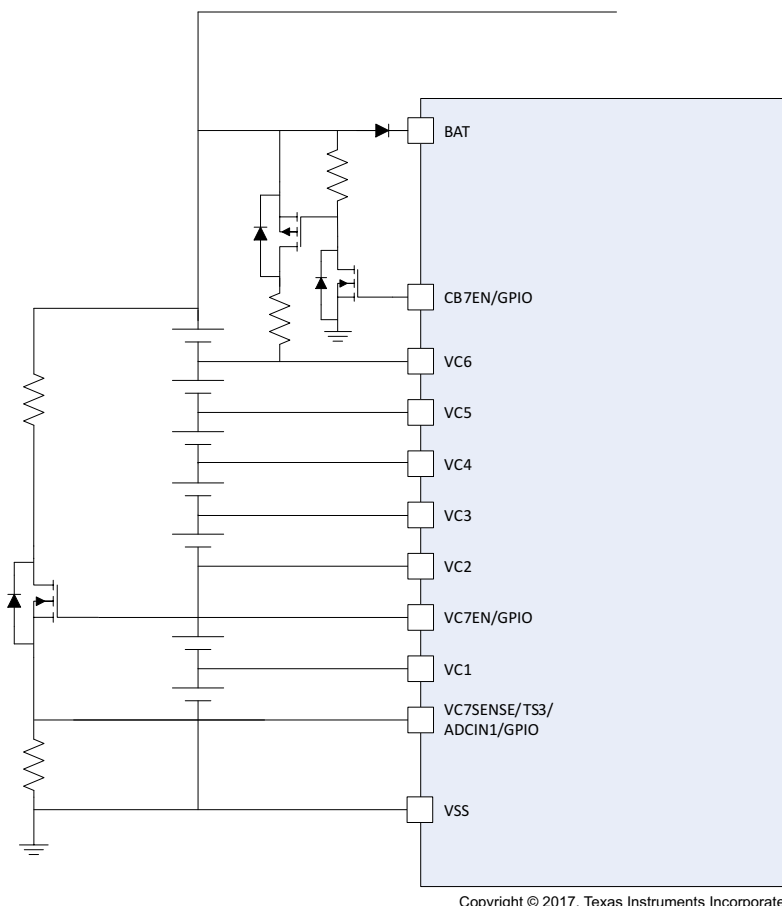 BAT
CB7EN/GPIO
VC6
VC5
VC4
VC3
VC2
VC7EN/GPIO
VC1
VC7SENSE/TS3/
ADCIN1/GPIO
VSS
Copyright © 2017, Texas Instruments Incorporate